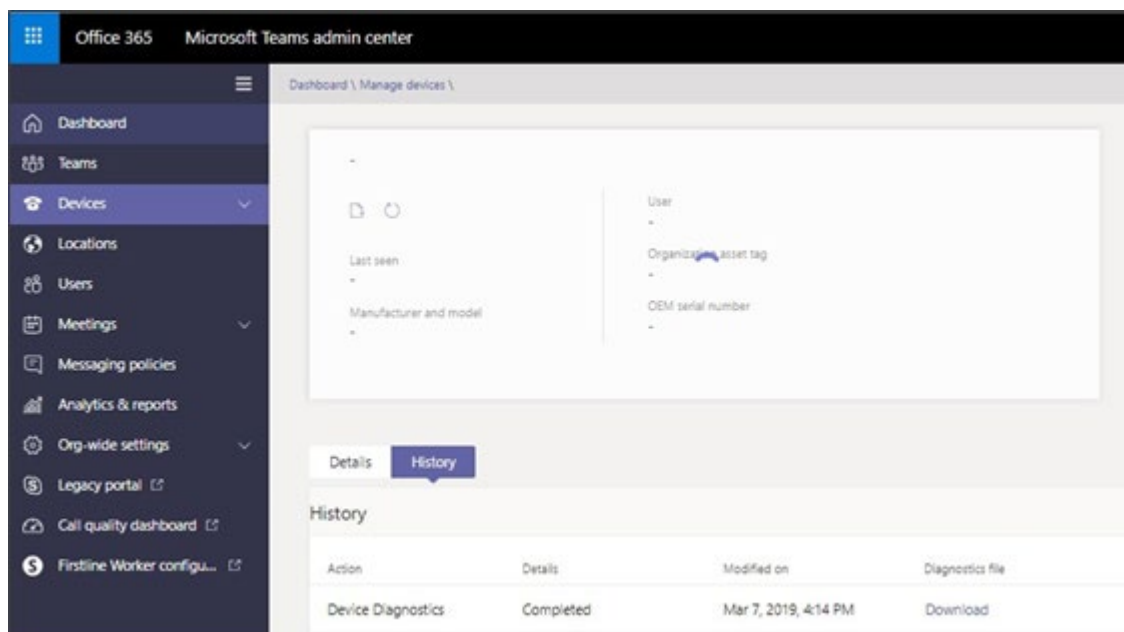 Office 365 Microsoft Teams admin center
Dashboard \ Manage devices \
Dashboard
Teams
Devices
Locations
Users
Meetings
Messaging policies
Analytics & reports
Org-wide settings
Legacy portal
Call quality dashboard
Firstline Worker configu...
-
Last seen
-
Manufacturer and model
-
User
-
Organization asset tag
-
OEM serial number
-
Details History
History
Action Details Modified on Diagnostics file
Device Diagnostics Completed Mar 7, 2019, 4:14 PM Download